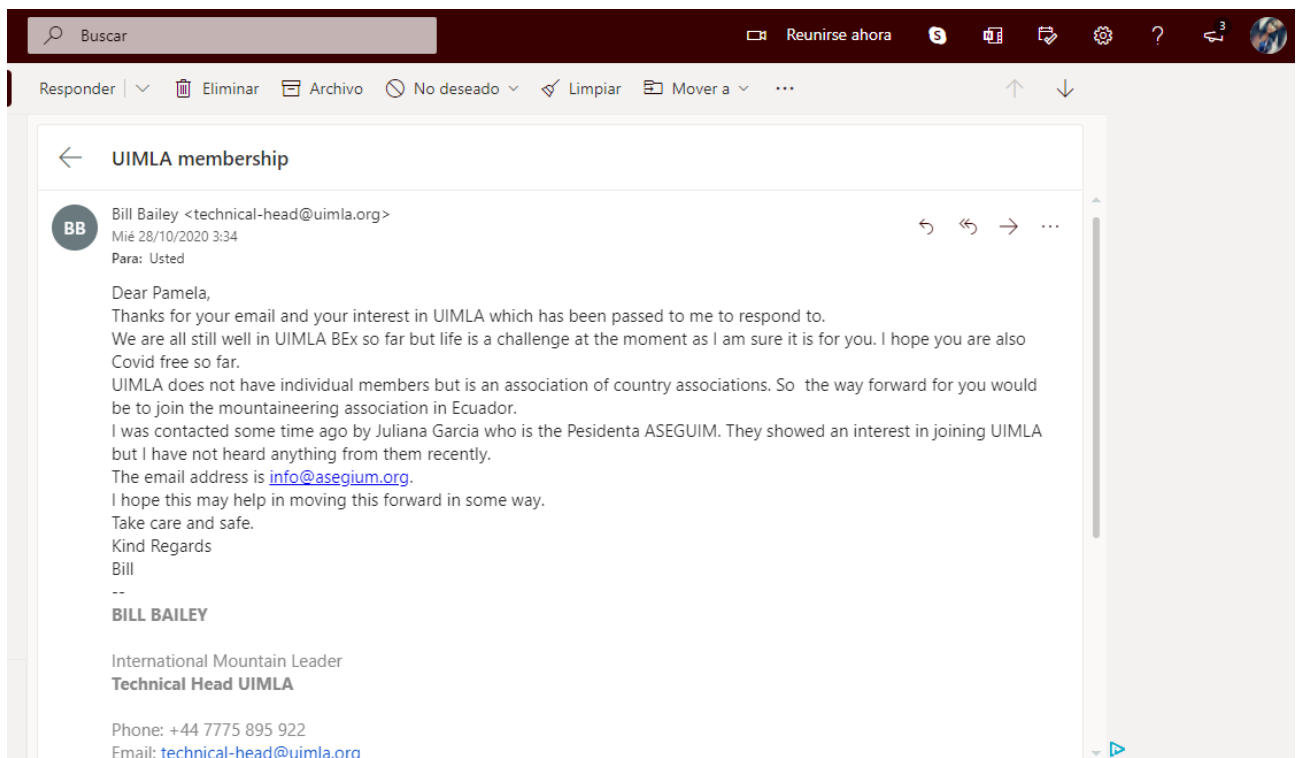 Buscar
Reunirse ahora
3
Responder
Eliminar
Archivo
No deseado
Limpiar
Mover a
UIMLA membership
BB
Bill Bailey <technical-head@uimla.org>
Mié 28/10/2020 3:34
Para: Usted
Dear Pamela,
Thanks for your email and your interest in UIMLA which has been passed to me to respond to.
We are all still well in UIMLA BEx so far but life is a challenge at the moment as I am sure it is for you. I hope you are also
Covid free so far.
UIMLA does not have individual members but is an association of country associations. So the way forward for you would
be to join the mountaineering association in Ecuador.
I was contacted some time ago by Juliana Garcia who is the Pesidenta ASEGUIM. They showed an interest in joining UIMLA
but I have not heard anything from them recently.
The email address is info@asegium.org.
I hope this may help in moving this forward in some way.
Take care and safe.
Kind Regards
Bill
--
BILL BAILEY
International Mountain Leader
Technical Head UIMLA
Phone: +44 7775 895 922
Email: technical-head@uimla.org